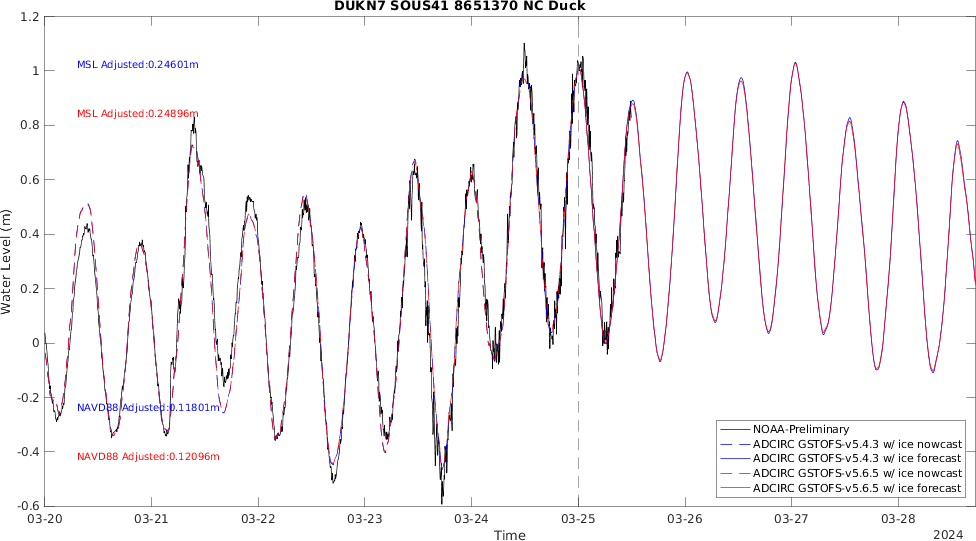 DUKN7 SOUS41 8651370 NC Duck
1.2
1
0.8
0.6
0.4
0.2
0
-0.2
-0.4
-0.6
Water Level (m)
MSL Adjusted:0.24601m
MSL Adjusted:0.24896m
NAVD88 Adjusted:0.11801m
NAVD88 Adjusted:0.12096m
NOAA-Preliminary
ADCIRC GSTOFS-v5.4.3 w/ ice nowcast
ADCIRC GSTOFS-v5.4.3 w/ ice forecast
ADCIRC GSTOFS-v5.6.5 w/ ice nowcast
ADCIRC GSTOFS-v5.6.5 w/ ice forecast
03-20 03-21 03-22 03-23 03-24 03-25 03-26 03-27 03-28
Time
2024